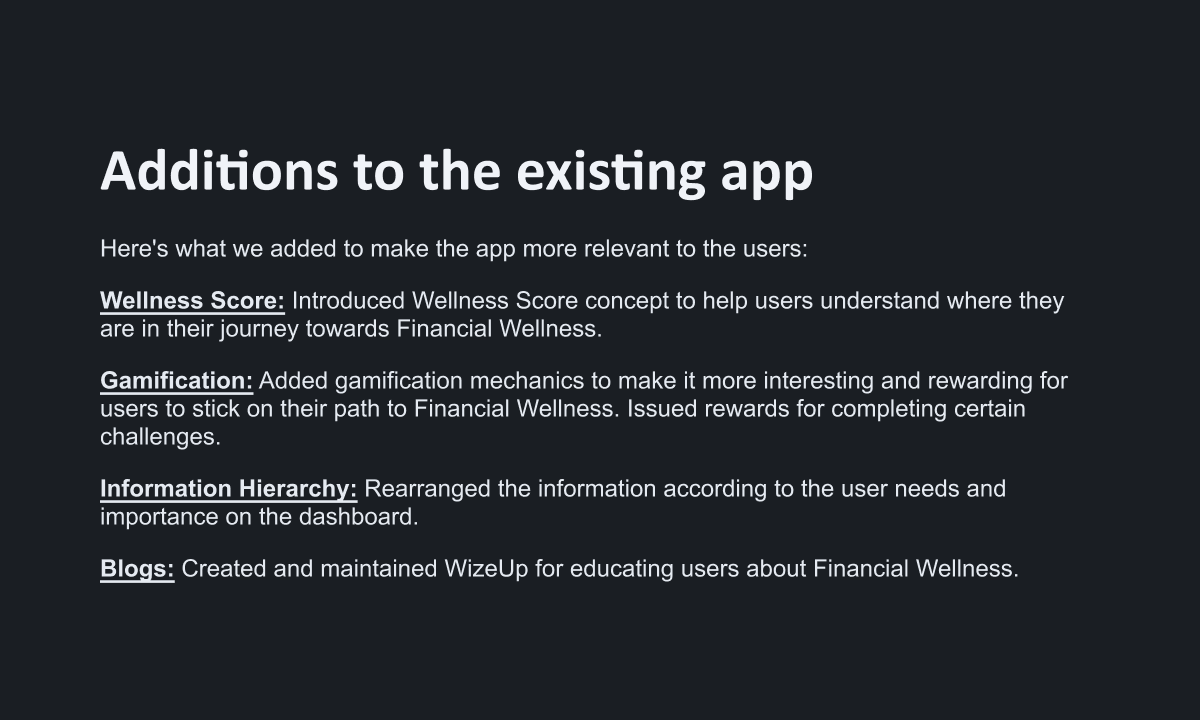 Additions to the existing app
Here's what we added to make the app more relevant to the users:
Wellness Score: Introduced Wellness Score concept to help users understand where they
are in their journey towards Financial Wellness.
Gamification: Added gamification mechanics to make it more interesting and rewarding for
users to stick on their path to Financial Wellness. Issued rewards for completing certain
challenges.
Information Hierarchy: Rearranged the information according to the user needs and
importance on the dashboard.
Blogs: Created and maintained WizeUp for educating users about Financial Wellness.